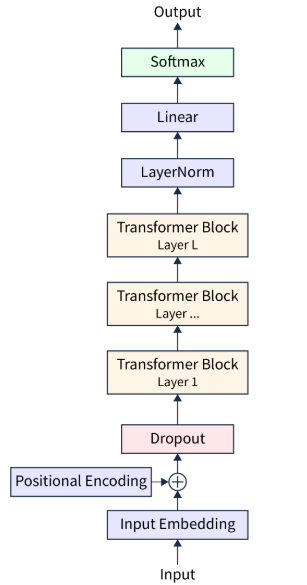 Output
Softmax
Linear
LayerNorm
Transformer Block
Layer L
Transformer Block
Layer ...
Transformer Block
Layer 1
Dropout
Positional Encoding
Input Embedding
Input